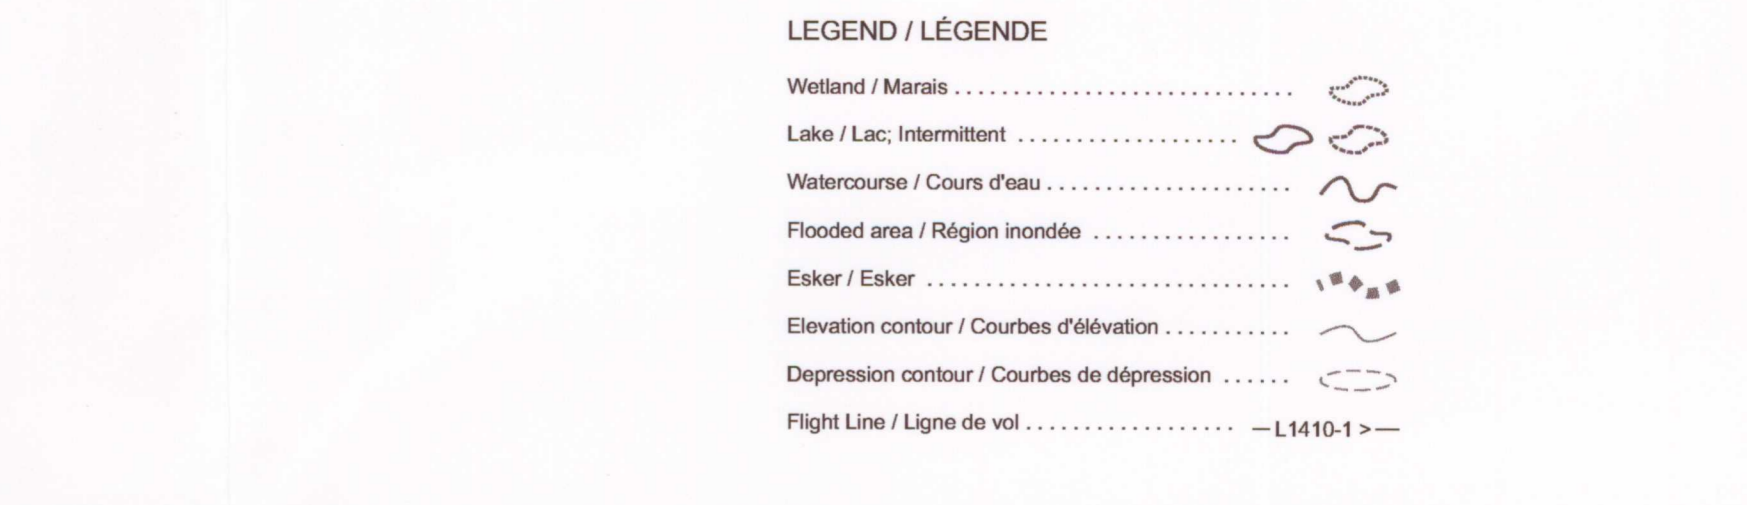 LEGEND / LÉGENDE
Wetland / Marais ..............................
Lake / Lac; Intermittent ...................
Watercourse / Cours d'eau .....................
Flooded area / Région inondée .................
Esker / Esker ...............................
Elevation contour / Courbes d'élévation ...........
Depression contour / Courbes de dépression ......
Flight Line / Ligne de vol .................. —L1410-1 >—